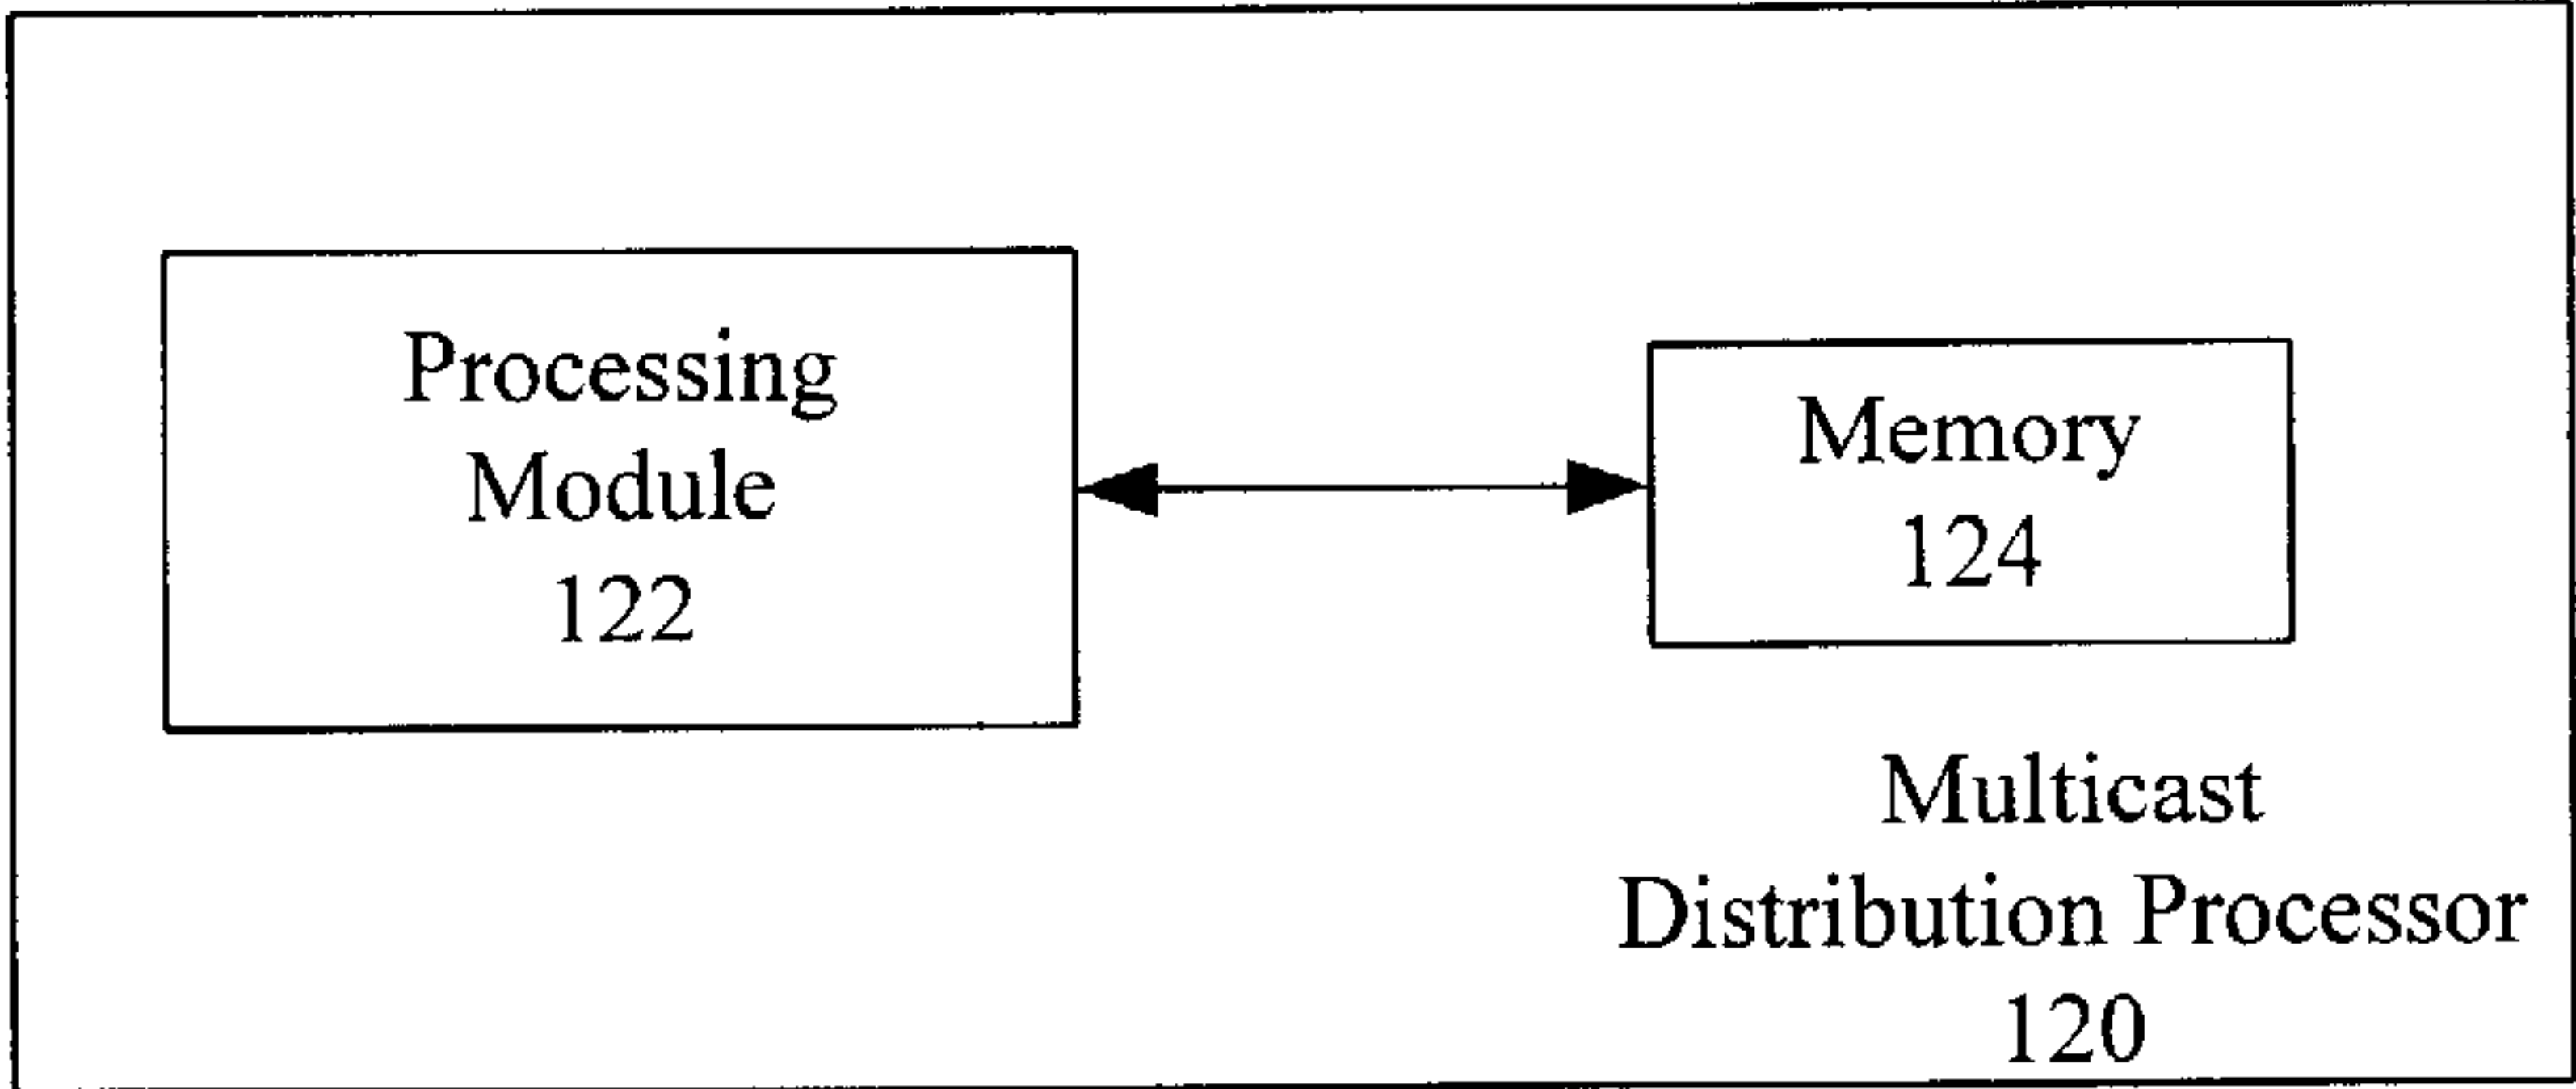 Processing
Module
122
Memory
124
Multicast
Distribution Processor
120